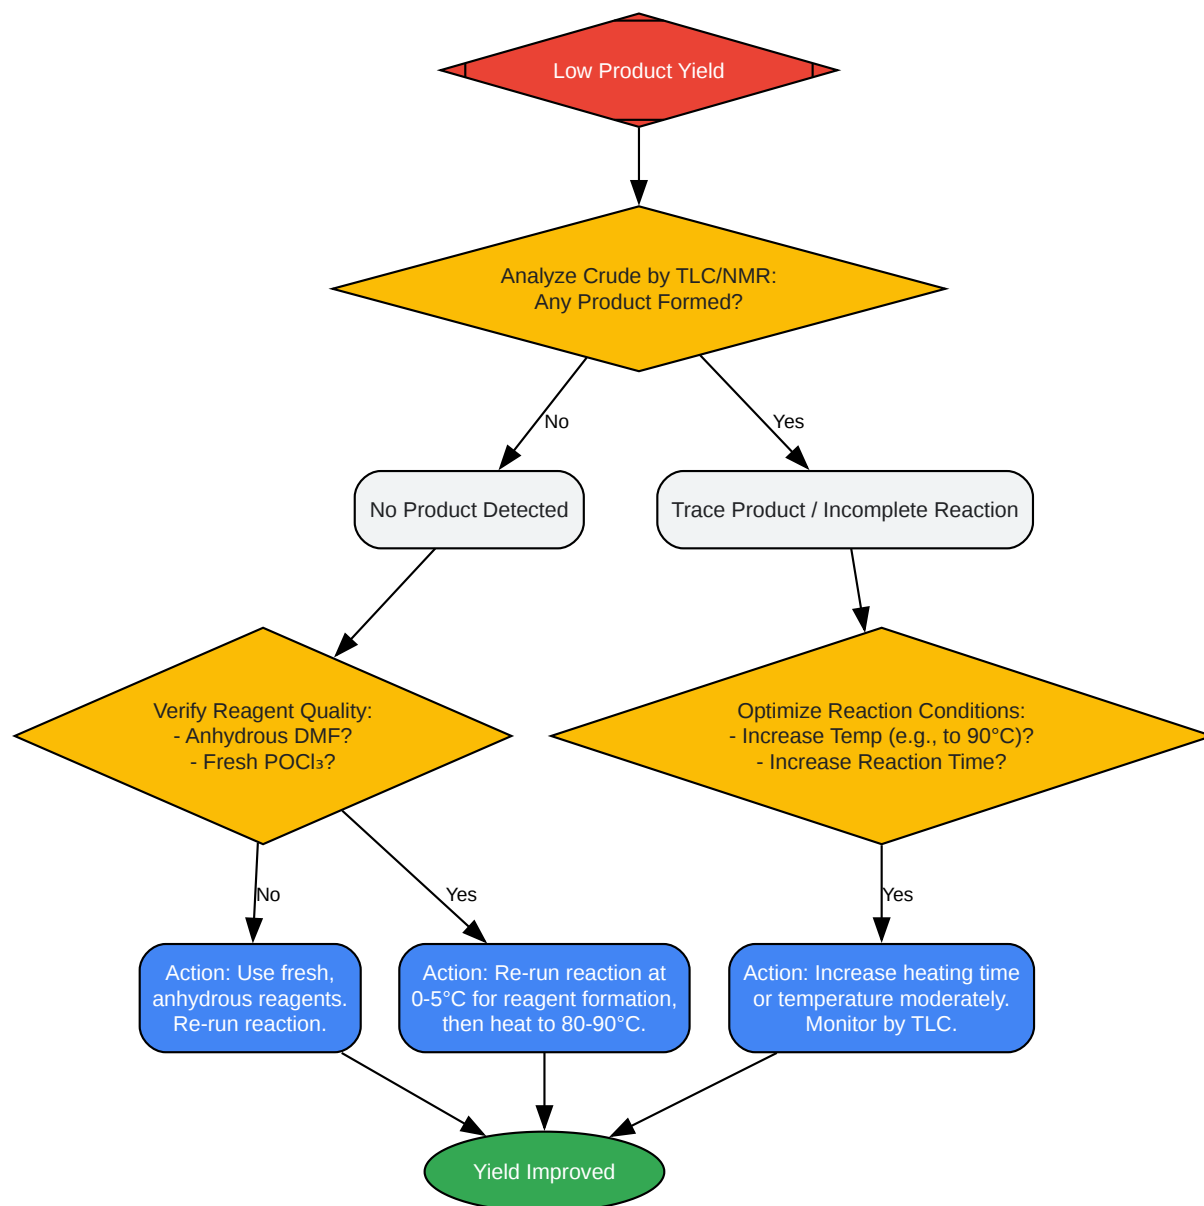 Low Product Yield
Analyze Crude by TLC/NMR:
Any Product Formed?
No
Yes
No Product Detected
Trace Product / Incomplete Reaction
Verify Reagent Quality:
- Anhydrous DMF?
- Fresh POCl₃?
Optimize Reaction Conditions:
- Increase Temp (e.g., to 90°C)?
- Increase Reaction Time?
No
Yes
Yes
Action: Use fresh,
anhydrous reagents.
Re-run reaction.
Action: Re-run reaction at
0-5°C for reagent formation,
then heat to 80-90°C.
Action: Increase heating time
or temperature moderately.
Monitor by TLC.
Yield Improved